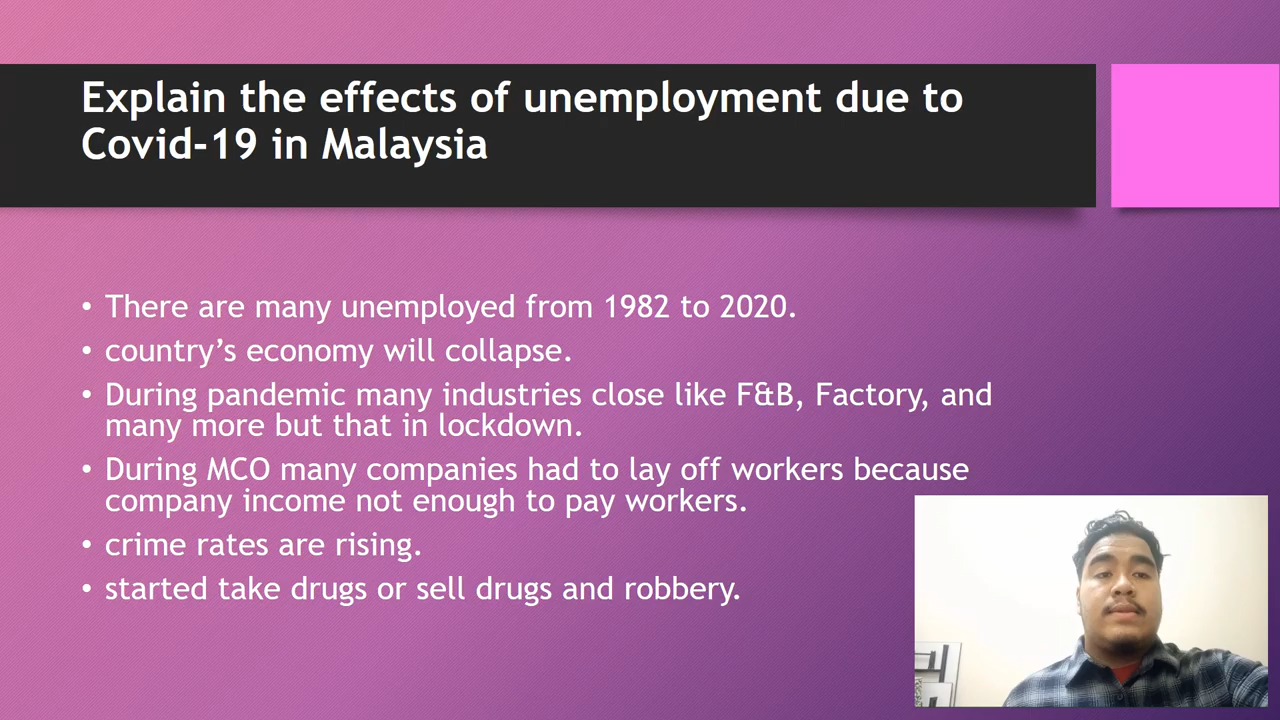 Explain the effects of unemployment due to
Covid-19 in Malaysia
• There are many unemployed from 1982 to 2020.
• country’s economy will collapse.
• During pandemic many industries close like F&B, Factory, and
many more but that in lockdown.
• During MCO many companies had to lay off workers because
company income not enough to pay workers.
• crime rates are rising.
• started take drugs or sell drugs and robbery.